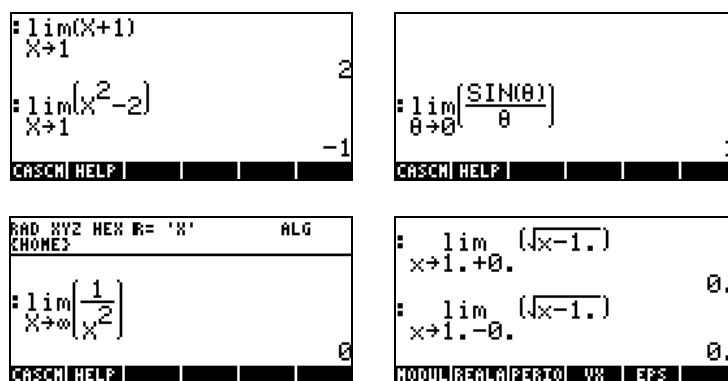 :lim(X+1)
X→1
2
:lim(X²-2)
X→1
-1
CASCM HELP
:lim(SIN(θ)/θ)
θ→0
1
CASCM HELP
RAD XYZ HEX R= 'X' ALG
{HOME}
:lim(1/X²)
X→∞
0
CASCM HELP
: lim (√x-1.)
x→1.+0.
0.
: lim (√x-1.)
x→1.-0.
0.
MODUL REALA PERIO VX EPS